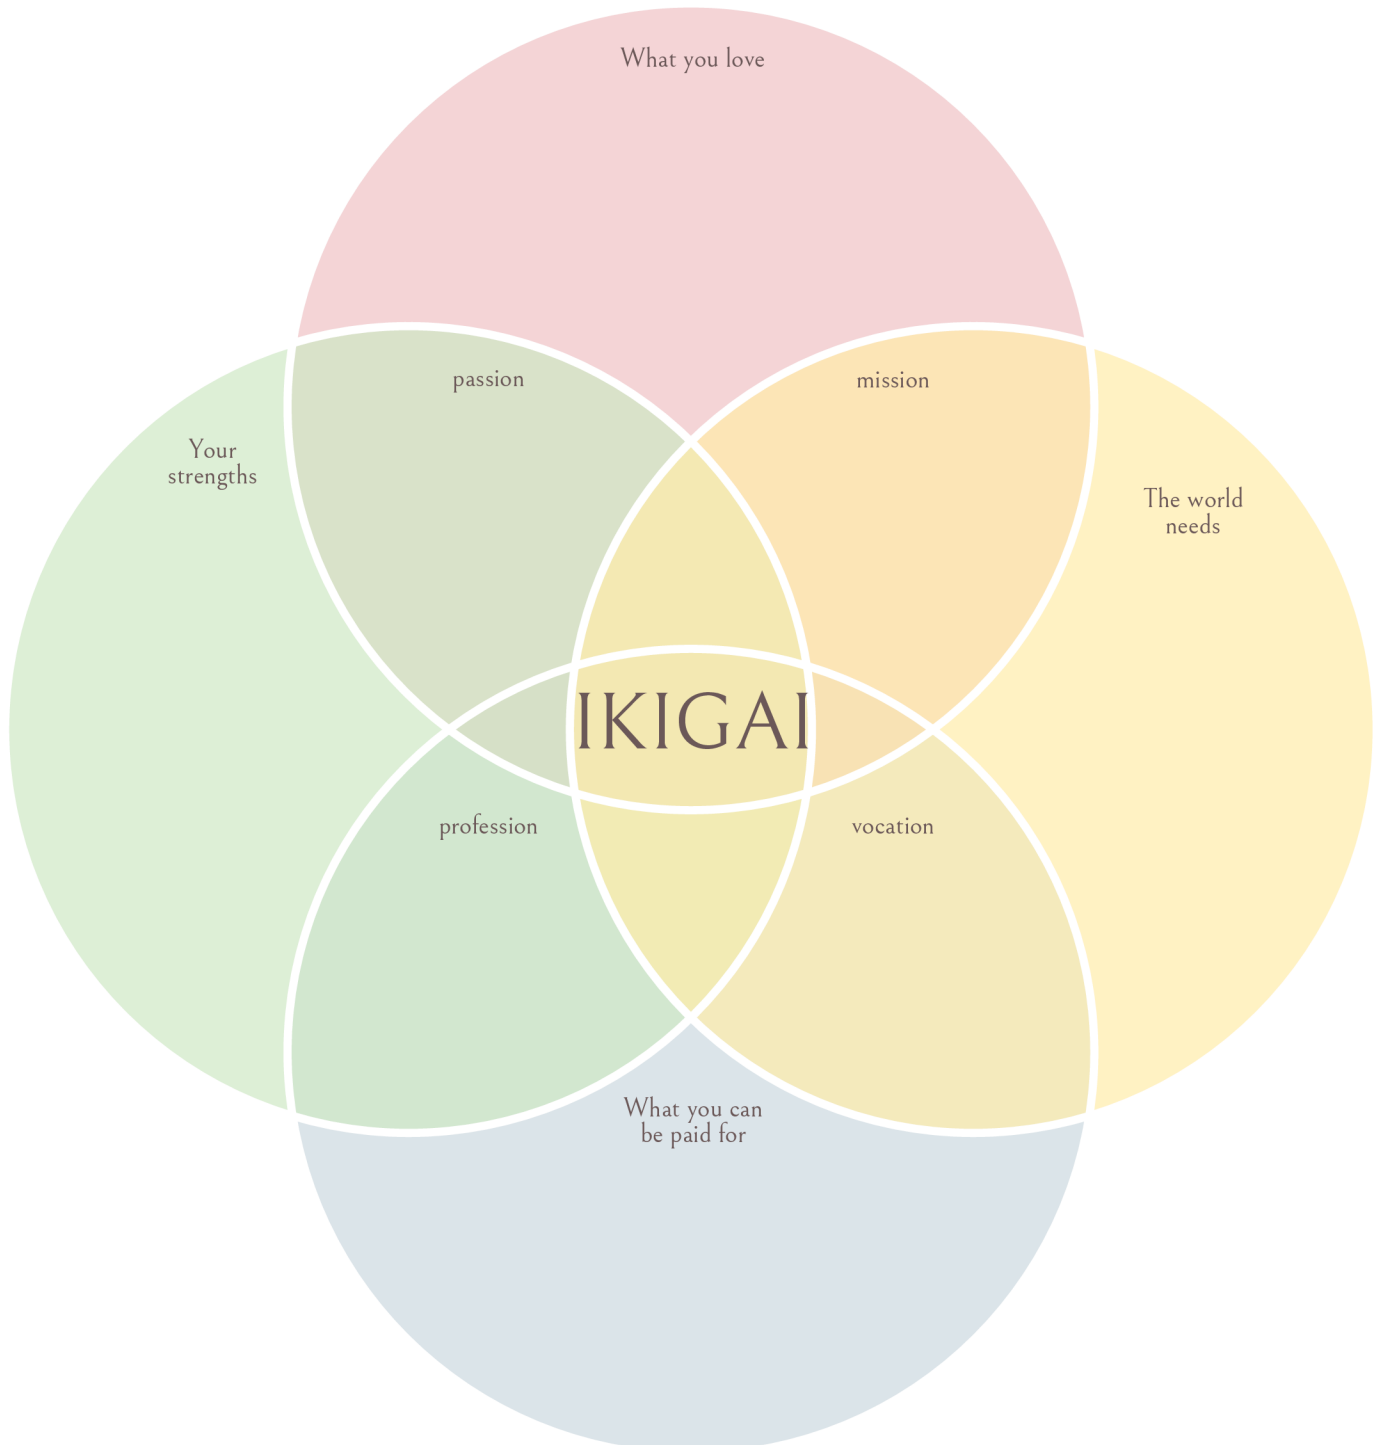 What you love
passion
mission
Your
strengths
The world
needs
IKIGAI
profession
vocation
What you can
be paid for